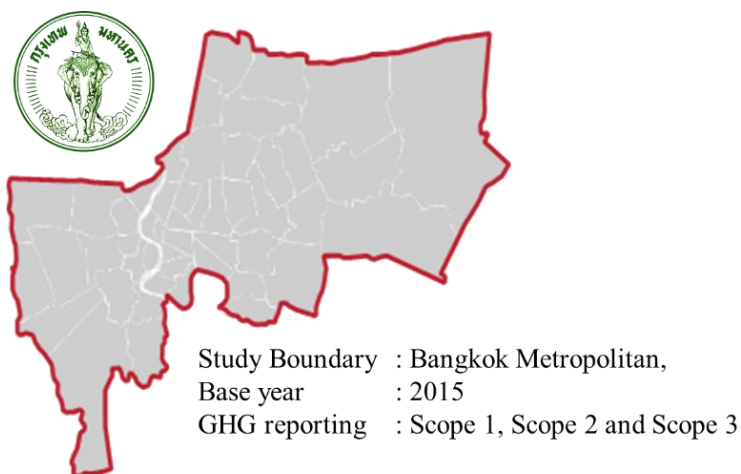 กรุงเทพ มหานคร
Study Boundary : Bangkok Metropolitan,
Base year : 2015
GHG reporting : Scope 1, Scope 2 and Scope 3